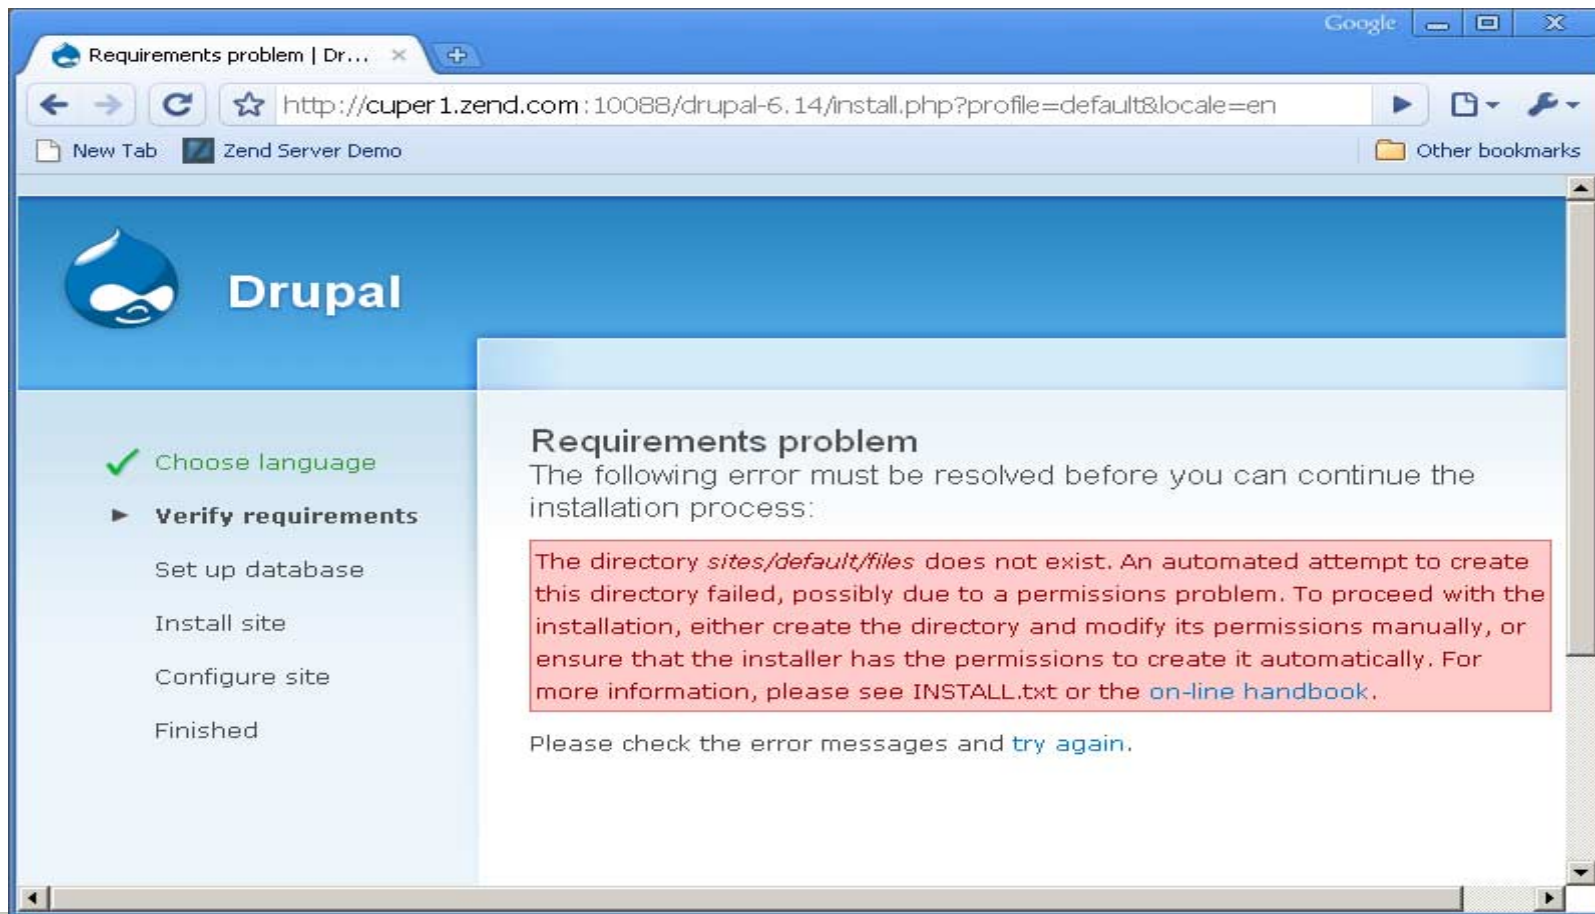 Google
Requirements problem | Dr...
http://cuper1.zend.com:10088/drupal-6.14/install.php?profile=default&locale=en
New Tab
Zend Server Demo
Other bookmarks
Drupal
Choose language
Verify requirements
Set up database
Install site
Configure site
Finished
Requirements problem
The following error must be resolved before you can continue the
installation process:
The directory sites/default/files does not exist. An automated attempt to create
this directory failed, possibly due to a permissions problem. To proceed with the
installation, either create the directory and modify its permissions manually, or
ensure that the installer has the permissions to create it automatically. For
more information, please see INSTALL.txt or the on-line handbook.
Please check the error messages and try again.